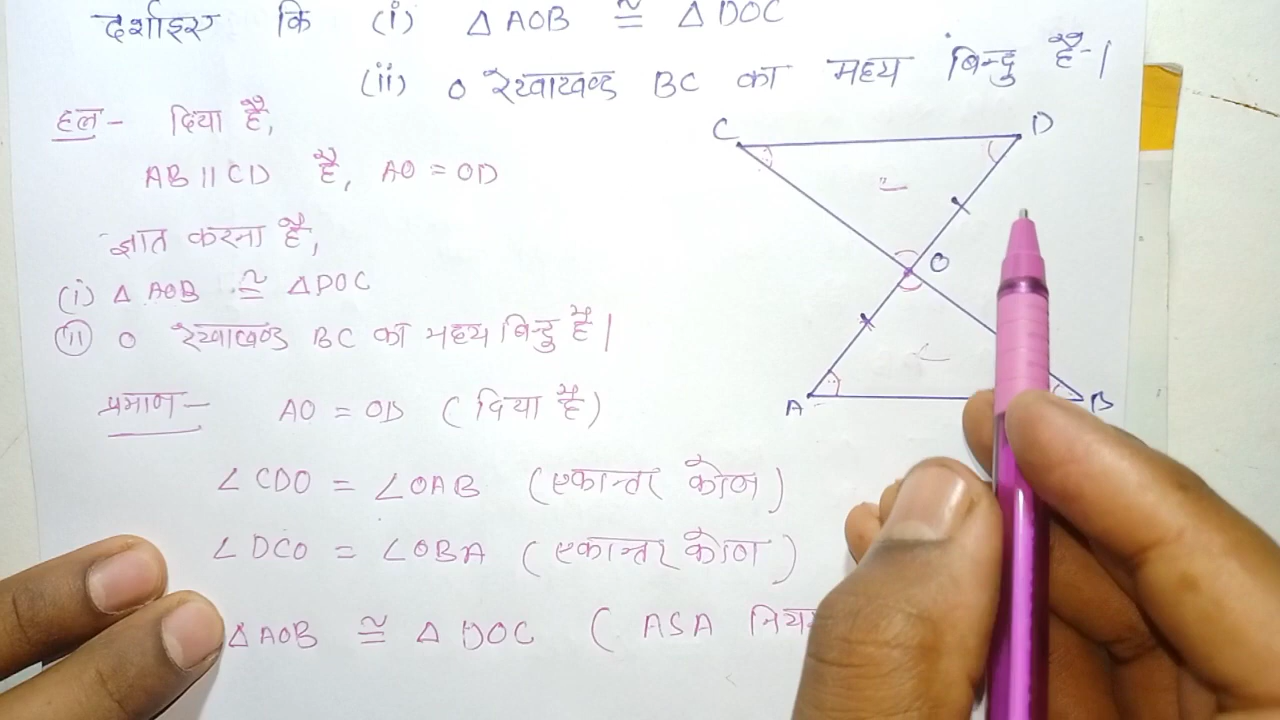 दर्शाइए कि (i) △ AOB ≅ △ DOC
(ii) O रेखाखण्ड BC का मध्य बिन्दु है।
हल - दिया है,
AB || CD है, AO = OD
ज्ञात करना है,
(i) △ AOB ≅ △ DOC
(ii) O रेखाखण्ड BC का मध्य बिन्दु है।
प्रमाण - AO = OD (दिया है)
∠CDO = ∠OAB (एकान्तर कोण)
∠DCO = ∠OBA (एकान्तर कोण)
△ AOB ≅ △ DOC (ASA
C D
O
A B